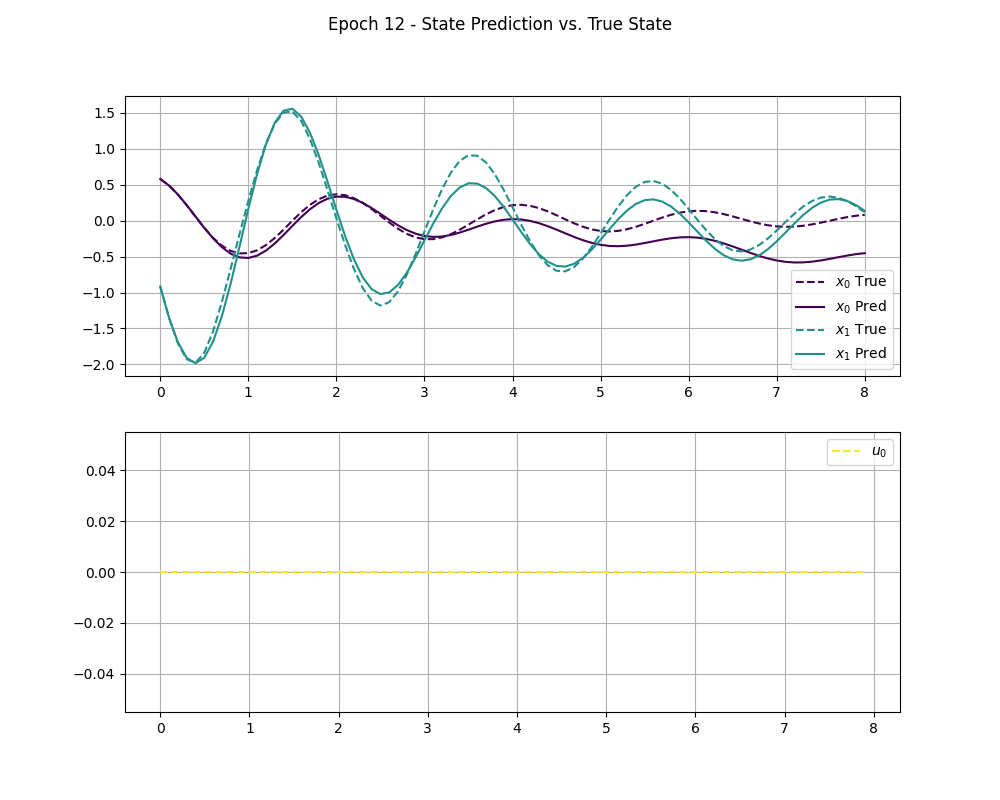 Epoch 12 - State Prediction vs. True State
1.5
1.0
0.5
0.0
−0.5
−1.0
−1.5
−2.0
x0 True
x0 Pred
x1 True
x1 Pred
0 1 2 3 4 5 6 7 8
0.04
0.02
0.00
−0.02
−0.04
u0
0 1 2 3 4 5 6 7 8